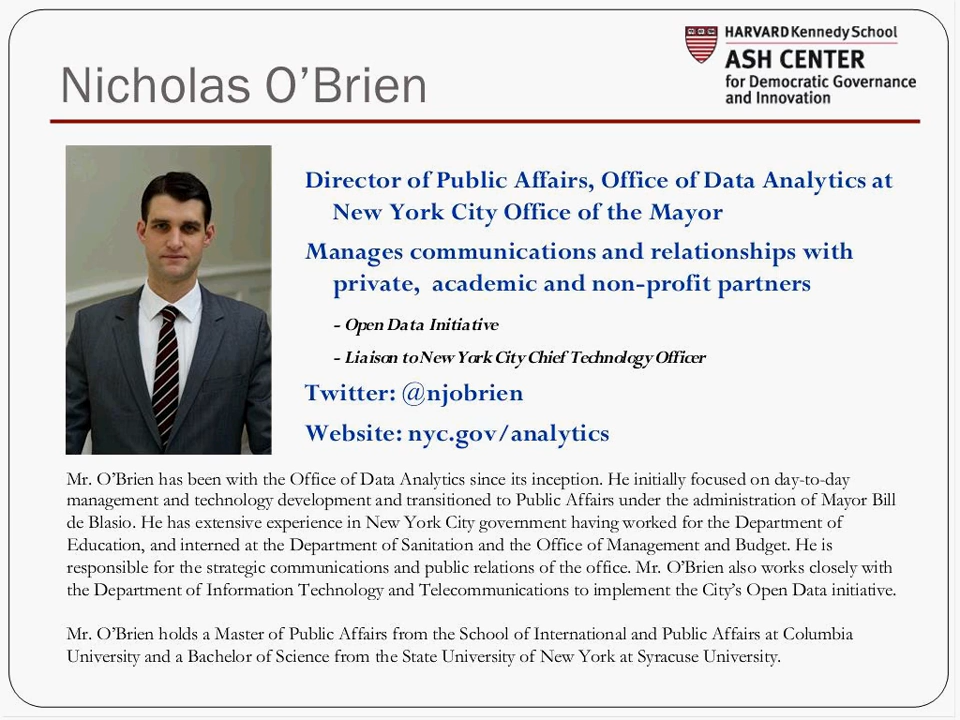 Nicholas O’Brien
HARVARD Kennedy School
ASH CENTER
for Democratic Governance
and Innovation
Director of Public Affairs, Office of Data Analytics at
New York City Office of the Mayor
Manages communications and relationships with
private, academic and non-profit partners
- Open Data Initiative
- Liaison to New York City Chief Technology Officer
Twitter: @njobrien
Website: nyc.gov/analytics
Mr. O’Brien has been with the Office of Data Analytics since its inception. He initially focused on day-to-day
management and technology development and transitioned to Public Affairs under the administration of Mayor Bill
de Blasio. He has extensive experience in New York City government having worked for the Department of
Education, and interned at the Department of Sanitation and the Office of Management and Budget. He is
responsible for the strategic communications and public relations of the office. Mr. O’Brien also works closely with
the Department of Information Technology and Telecommunications to implement the City’s Open Data initiative.
Mr. O’Brien holds a Master of Public Affairs from the School of International and Public Affairs at Columbia
University and a Bachelor of Science from the State University of New York at Syracuse University.